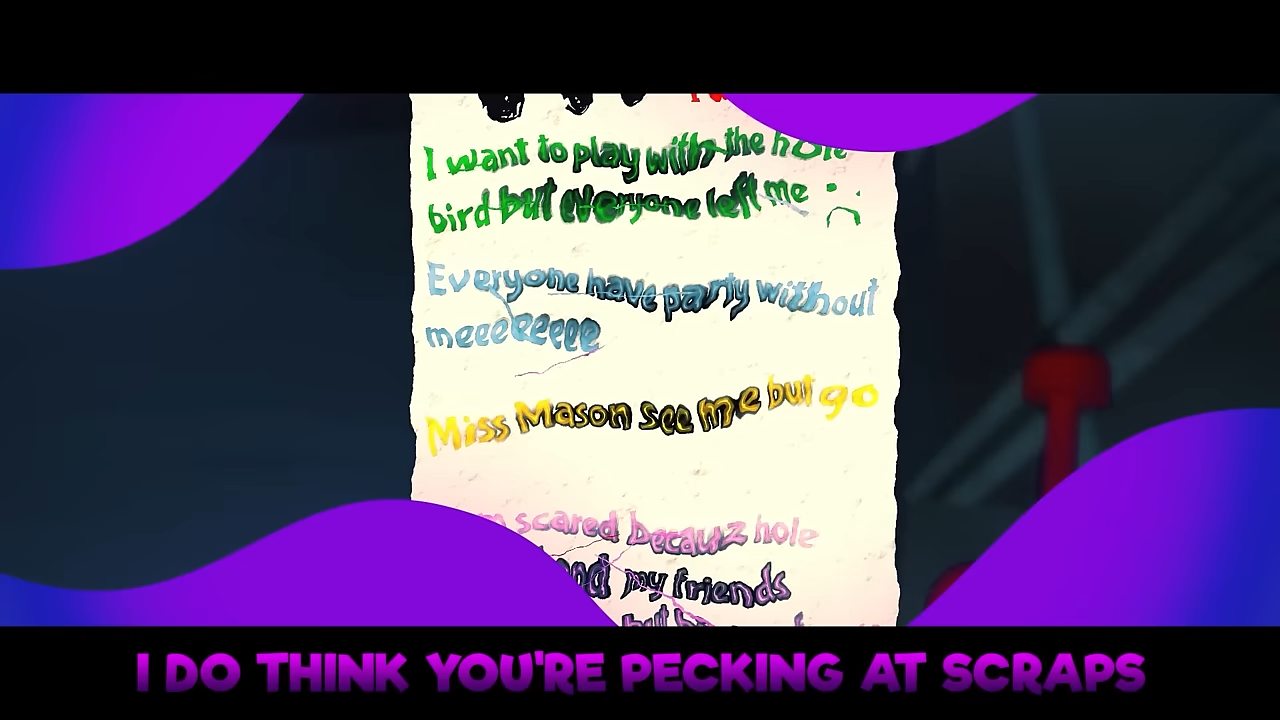 I want to play with the hole
bird but everyone left me :(
Everyone have party without
meeeeeeee
Miss Mason see me but go
scared becauz hole
my friends
I DO THINK YOU'RE PECKING AT SCRAPS